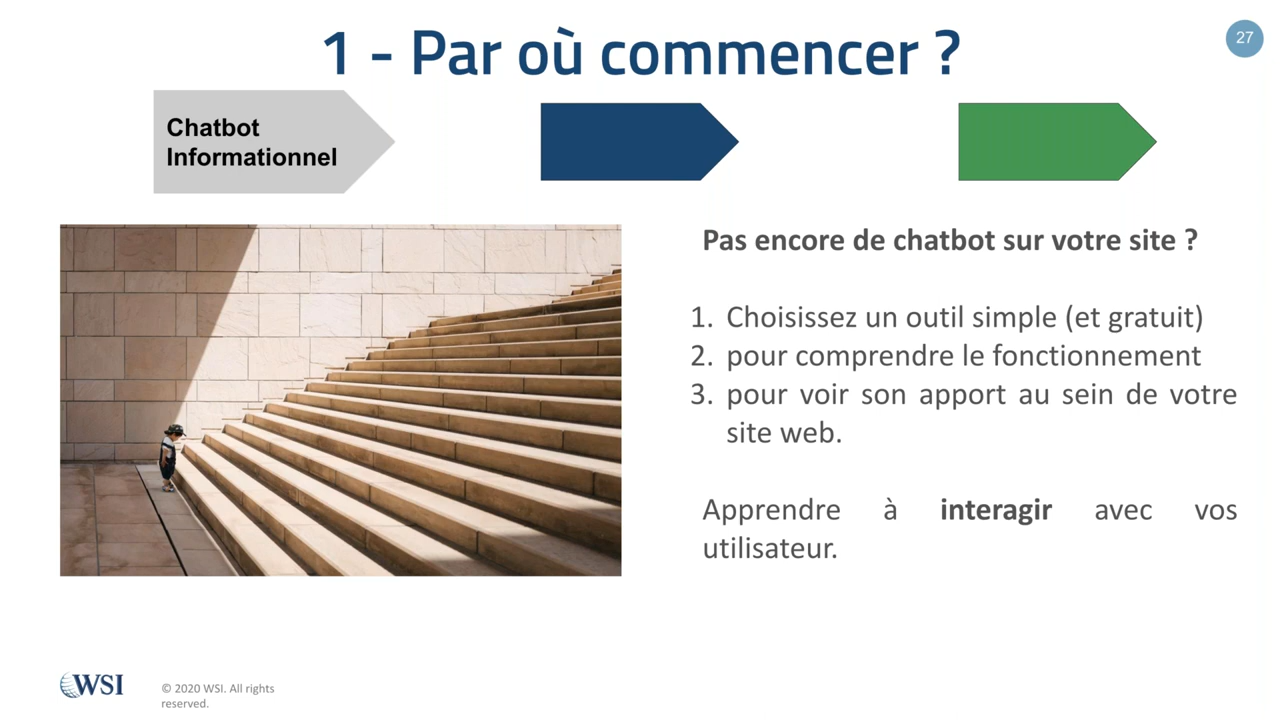 1 - Par où commencer ?
27
Chatbot
Informationnel
Pas encore de chatbot sur votre site ?
1. Choisissez un outil simple (et gratuit)
2. pour comprendre le fonctionnement
3. pour voir son apport au sein de votre
site web.
Apprendre à interagir avec vos
utilisateur.
WSI
© 2020 WSI. All rights
reserved.